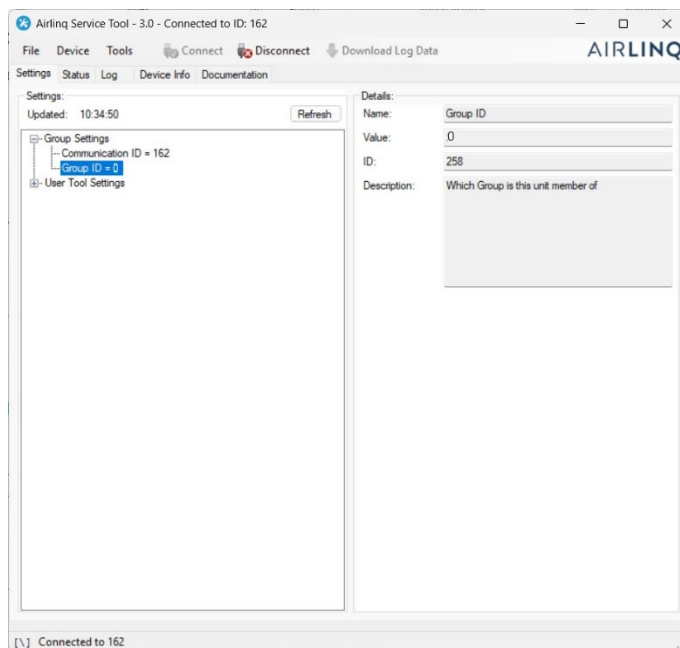 Airlinq Service Tool - 3.0 - Connected to ID: 162
File Device Tools Connect Disconnect Download Log Data AIRLINQ
Settings Status Log Device Info Documentation
Settings:
Updated: 10:34:50 Refresh
Group Settings
Communication ID = 162
Group ID = 0
User Tool Settings
Details:
Name: Group ID
Value: 0
ID: 258
Description: Which Group is this unit member of
[\] Connected to 162